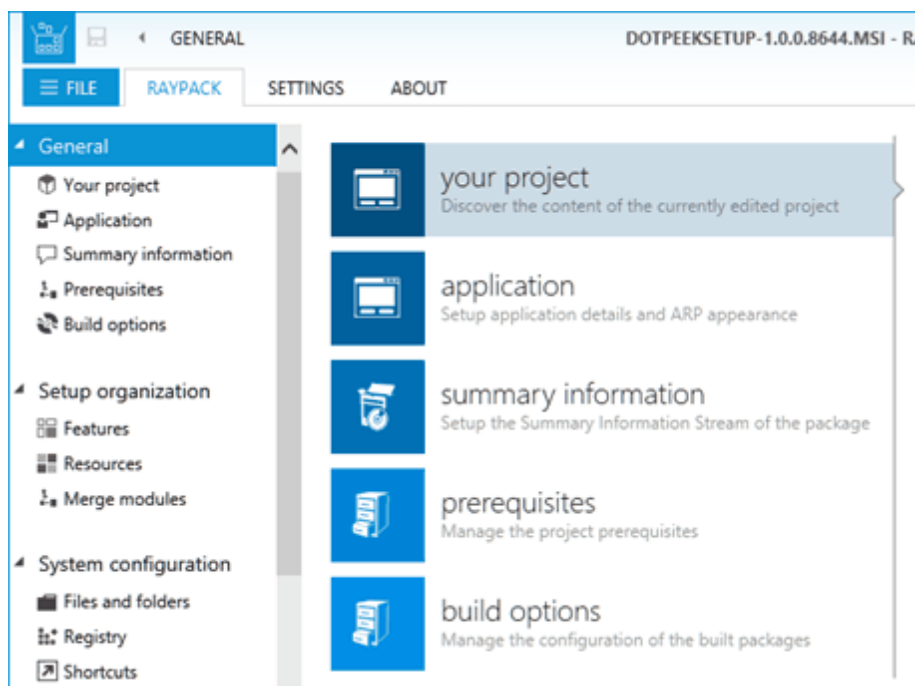 GENERAL
DOTPEEKSETUP-1.0.0.8644.MSI - R
FILE
RAYPACK
SETTINGS
ABOUT
General
Your project
Application
Summary information
Prerequisites
Build options
Setup organization
Features
Resources
Merge modules
System configuration
Files and folders
Registry
Shortcuts
your project
Discover the content of the currently edited project
application
Setup application details and ARP appearance
summary information
Setup the Summary Information Stream of the package
prerequisites
Manage the project prerequisites
build options
Manage the configuration of the built packages